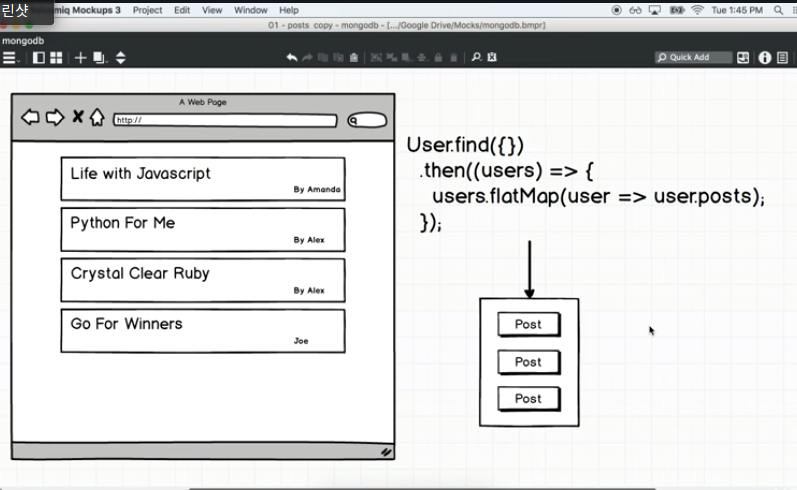 린샷
miq Mockups 3 Project Edit View Window Help Tue 1:45 PM
01 - posts copy - mongodb - [.../Google Drive/Mocks/mongodb.bmpr]
mongodb
Quick Add
A Web Page
http://
Life with Javascript
By Amanda
Python For Me
By Alex
Crystal Clear Ruby
By Alex
Go For Winners
Joe
User.find({})
.then((users) => {
users.flatMap(user => user.posts);
});
Post
Post
Post